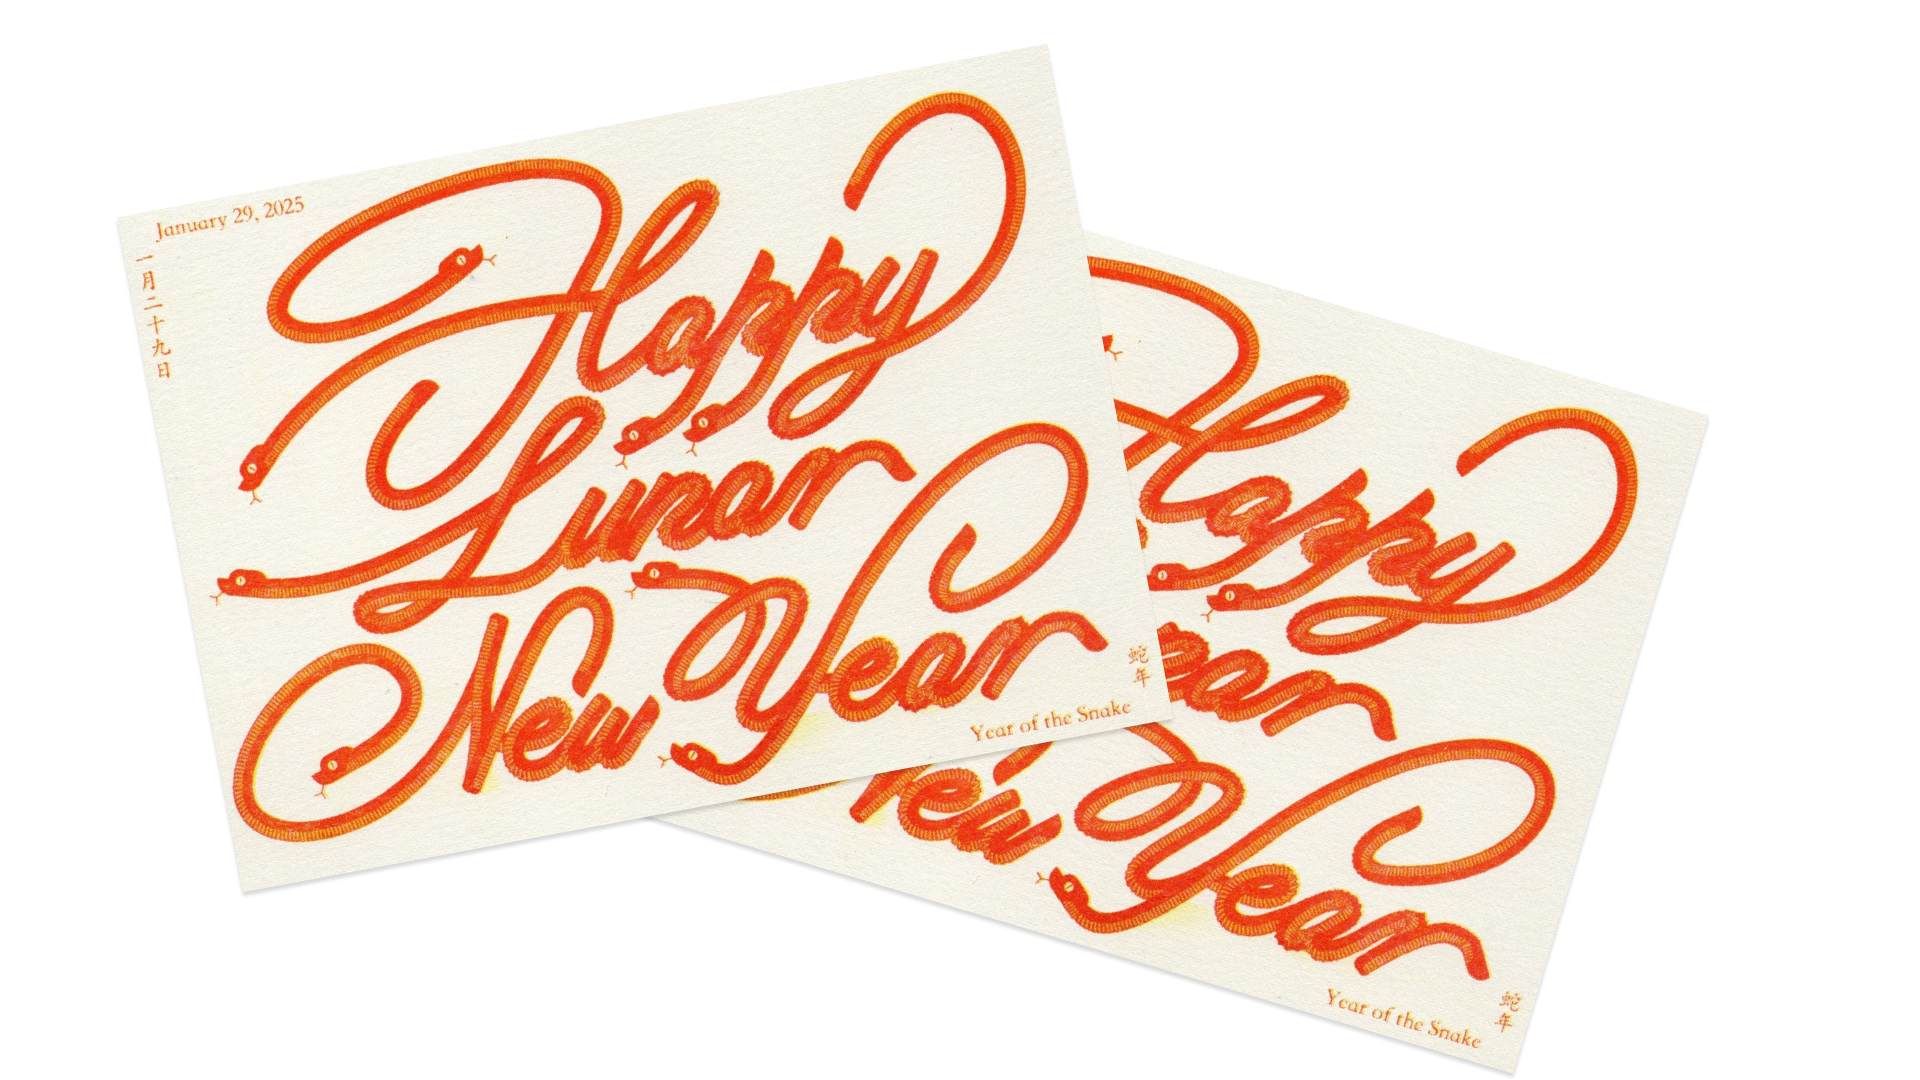 January 29, 2025
一月二十九日
Happy
Lunar
New Year
蛇年
Year of the Snake
Happy
ar
New Year
蛇年
Year of the Snake